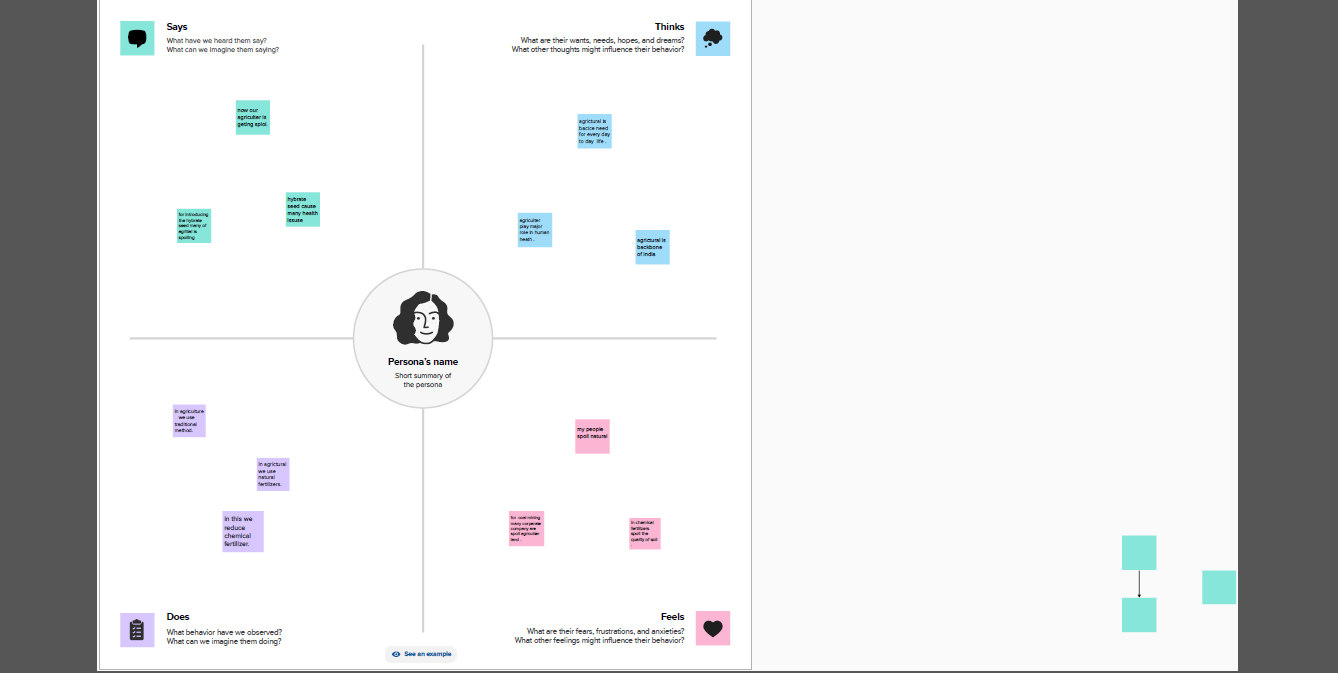 Says
What have we heard them say?
What can we imagine them saying?
Thinks
What are their wants, needs, hopes, and dreams?
What other thoughts might influence their behavior?
now our
agriculter is
geting splol.
for introducing
the hybrate
seed many of
agritel is
spoiling
hybrate
seed cause
many health
issuse
agrictural is
bacice need
for every day
to day life .
agriculter
play major
role in human
heath .
agrictural is
backbone
of india
Persona's name
Short summary of
the persona
in agriculture
we use
traditional
method.
in agrictural
we use
natural
fertilizers.
in this we
reduce
chemical
fertilizer.
my people
spoil natural
for coal mining
many corporate
company are
spoil agriculter
land .
in chemical
fertilizers
spoil the
quality of soil
Does
What behavior have we observed?
What can we imagine them doing?
Feels
What are their fears, frustrations, and anxieties?
What other feelings might influence their behavior?
See an example